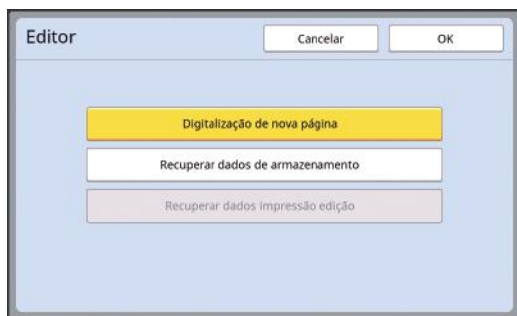 Editor
Cancelar
OK
Digitalização de nova página
Recuperar dados de armazenamento
Recuperar dados impressão edição